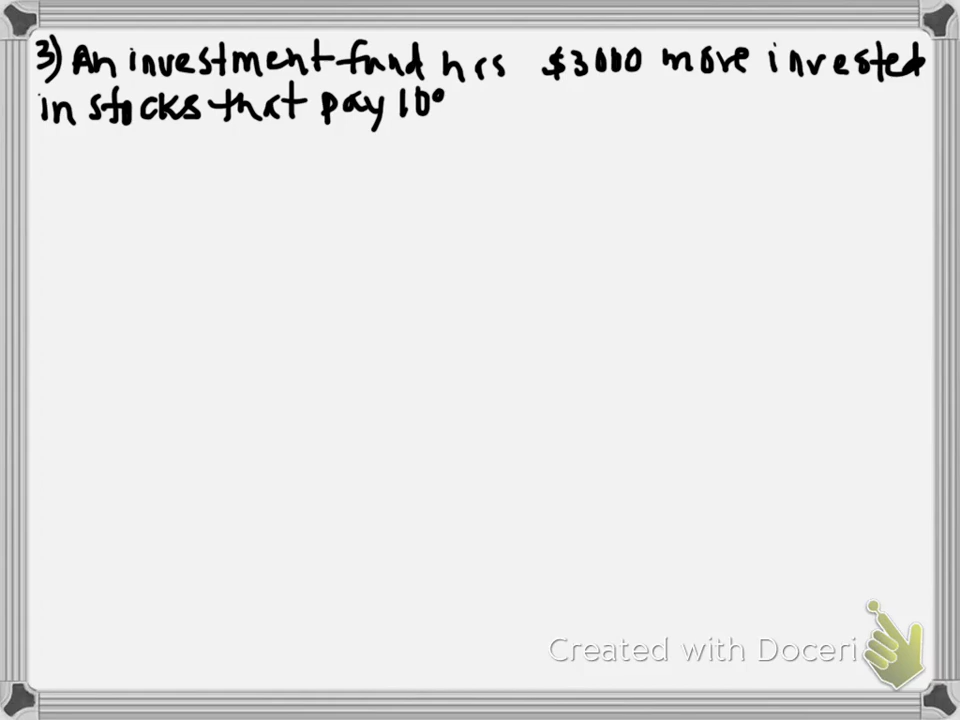 3) An investment fund has $3000 more invested
in stocks that pay 10°
Created with Doceri